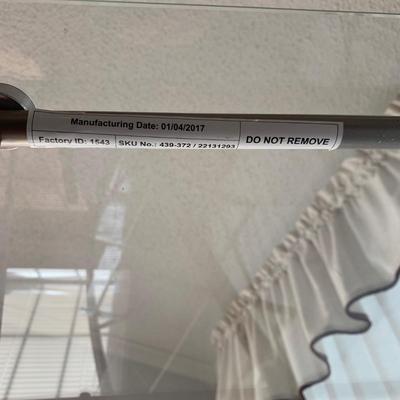 Manufacturing Date: 01/04/2017
Factory ID: 1543 SKU No.: 439-372 / 22131293 DO NOT REMOVE